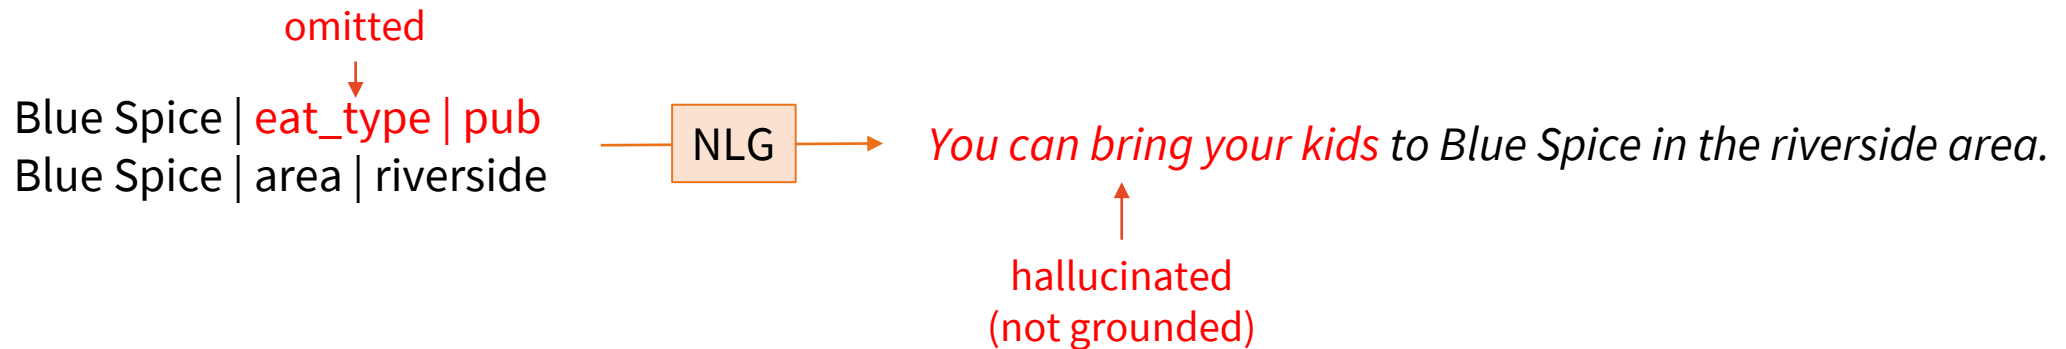 omitted
Blue Spice | eat_type | pub
Blue Spice | area | riverside
NLG
You can bring your kids to Blue Spice in the riverside area.
hallucinated
(not grounded)